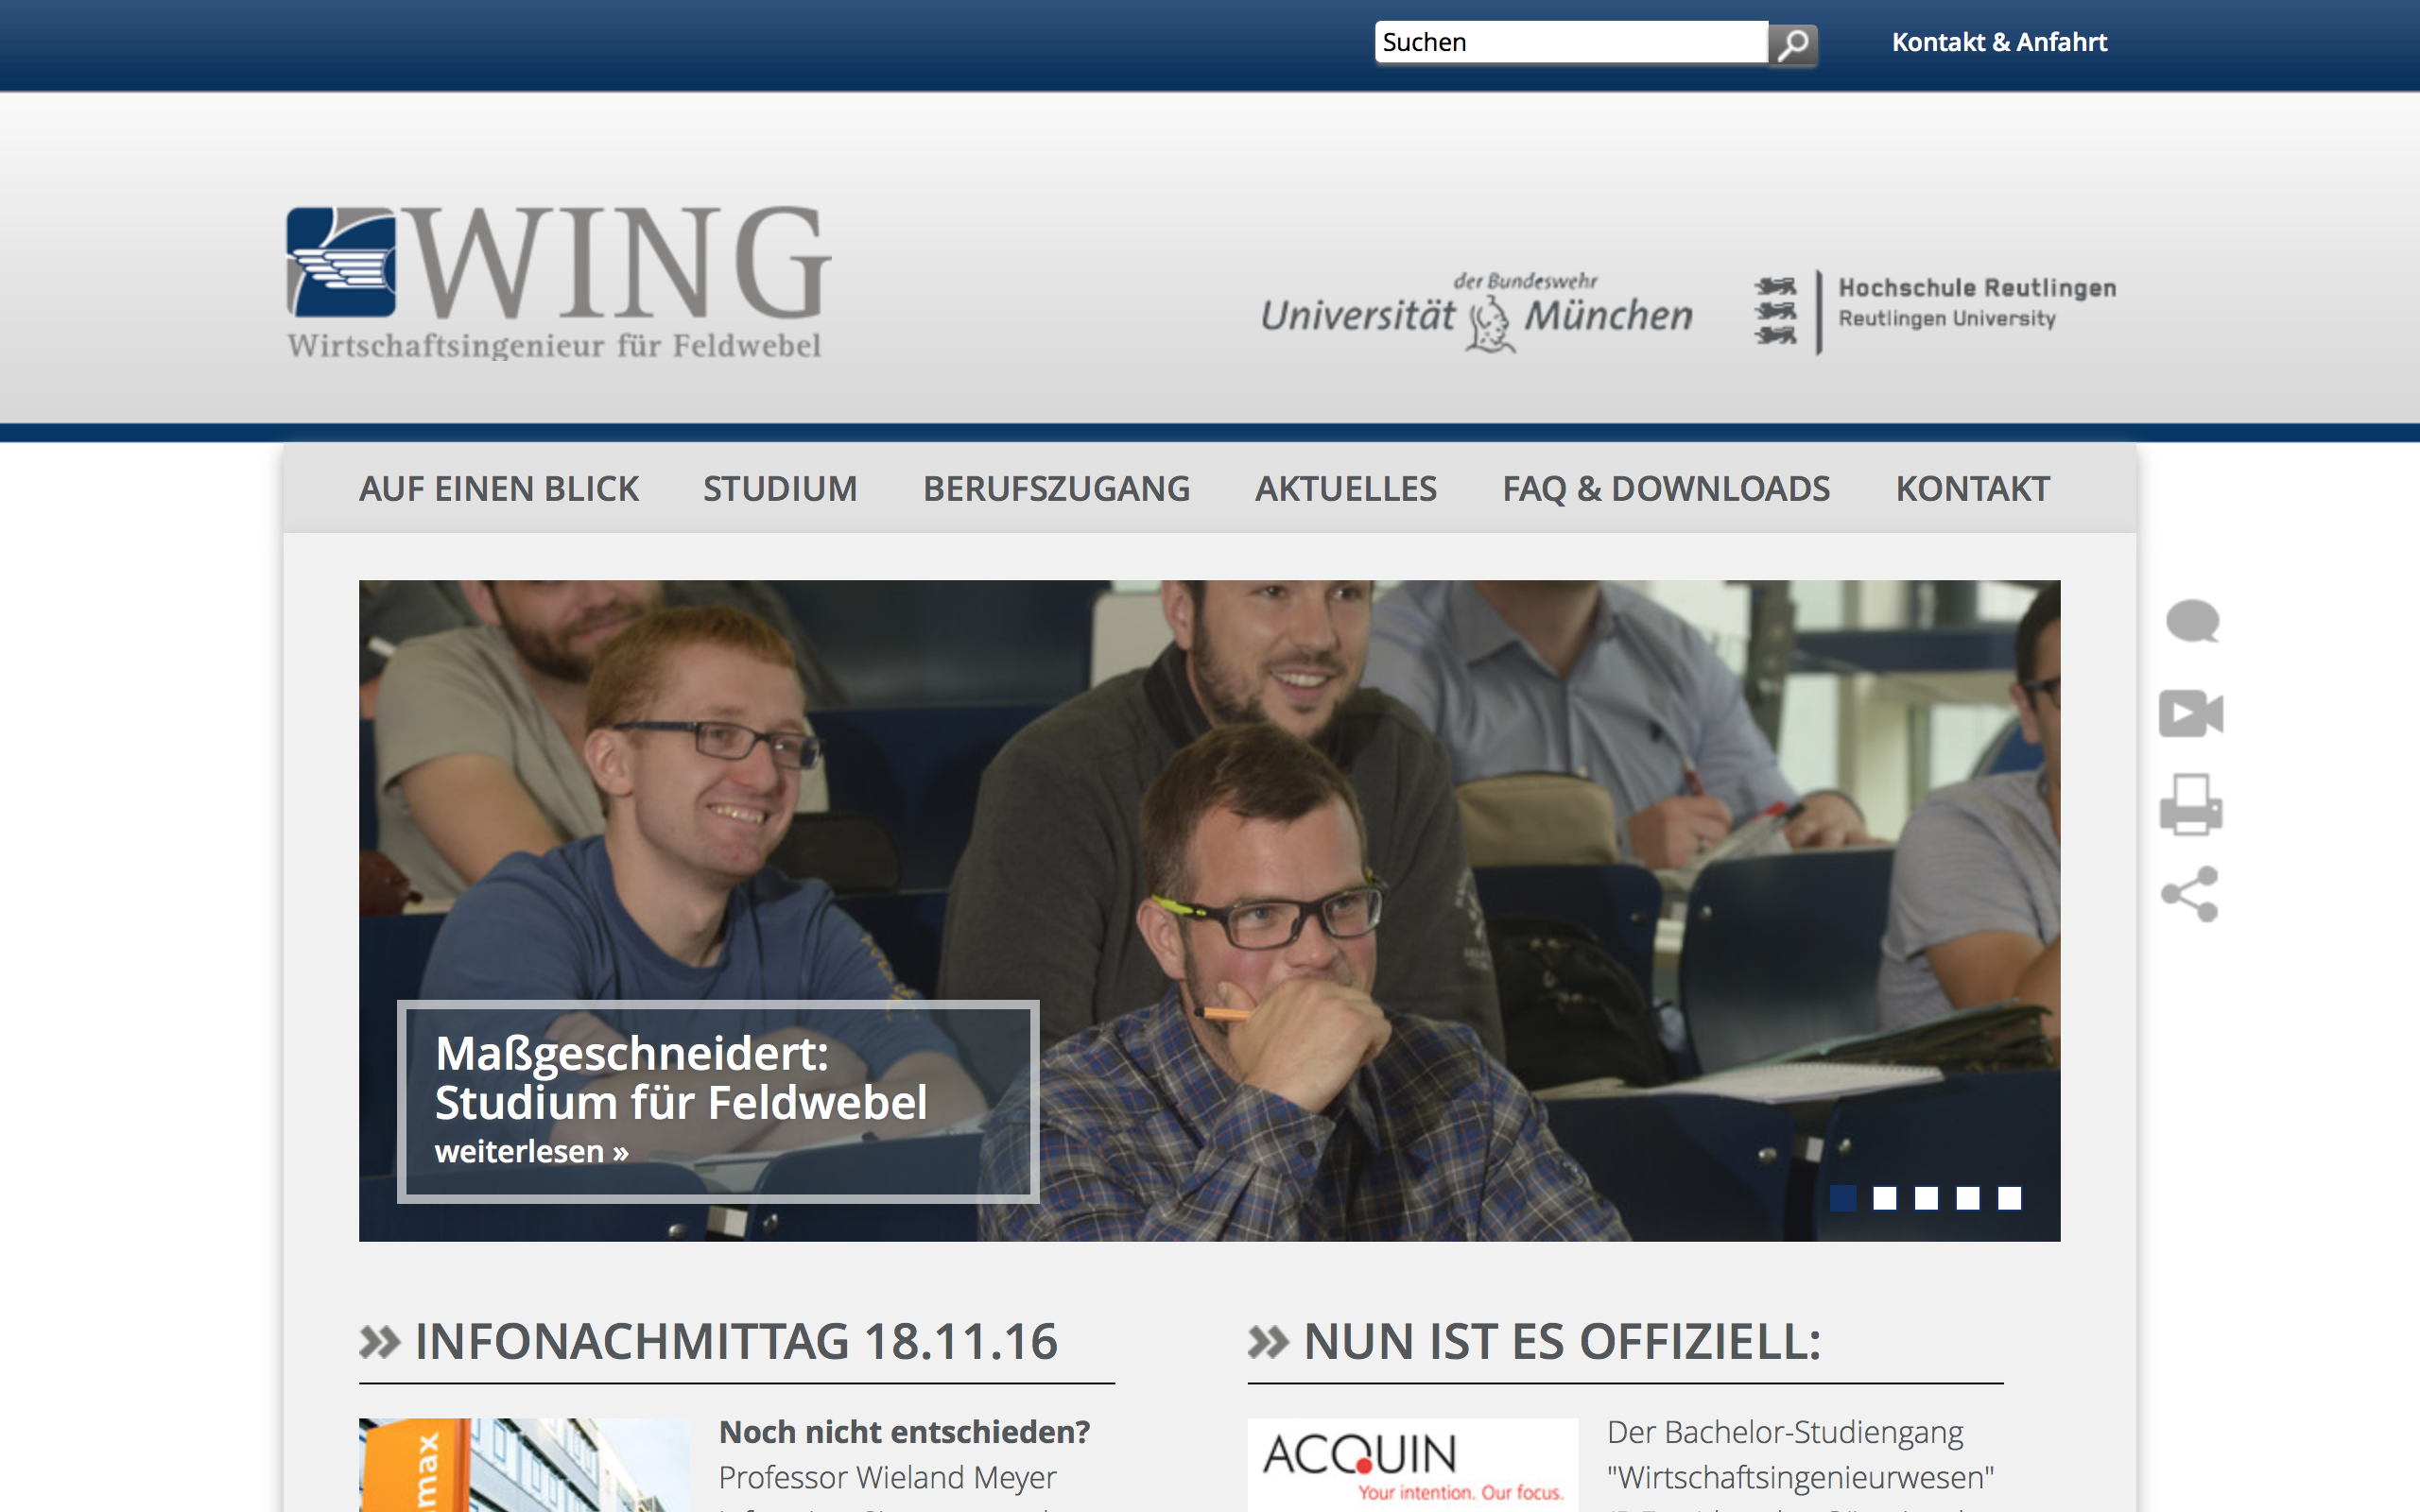 Suchen
Kontakt & Anfahrt
WING
Wirtschaftsingenieur für Feldwebel
der Bundeswehr
Universität München
Hochschule Reutlingen
Reutlingen University
AUF EINEN BLICK STUDIUM BERUFSZUGANG AKTUELLES FAQ & DOWNLOADS KONTAKT
Maßgeschneidert:
Studium für Feldwebel
weiterlesen »
INFONACHMITTAG 18.11.16
NUN IST ES OFFIZIELL:
max
Noch nicht entschieden?
Professor Wieland Meyer
ACQUIN
Your intention. Our focus.
Der Bachelor-Studiengang
"Wirtschaftsingenieurwesen"